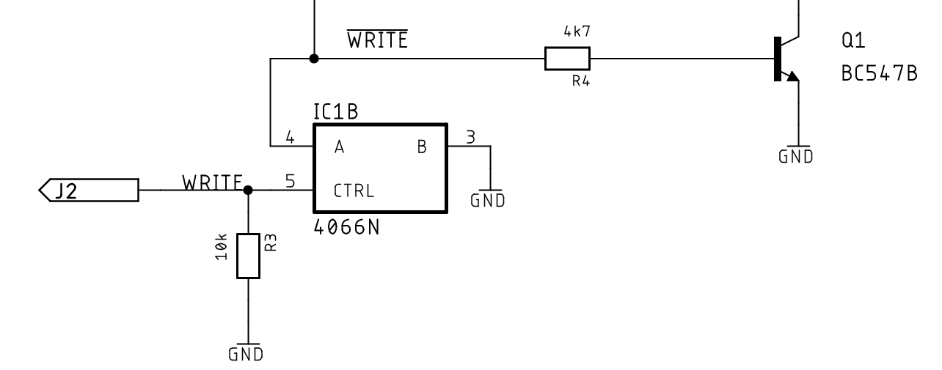 4k7
WRITE
R4
Q1
BC547B
IC1B
4
A
B
3
GND
J2
WRITE
5
CTRL
GND
4066N
10k
R3
GND